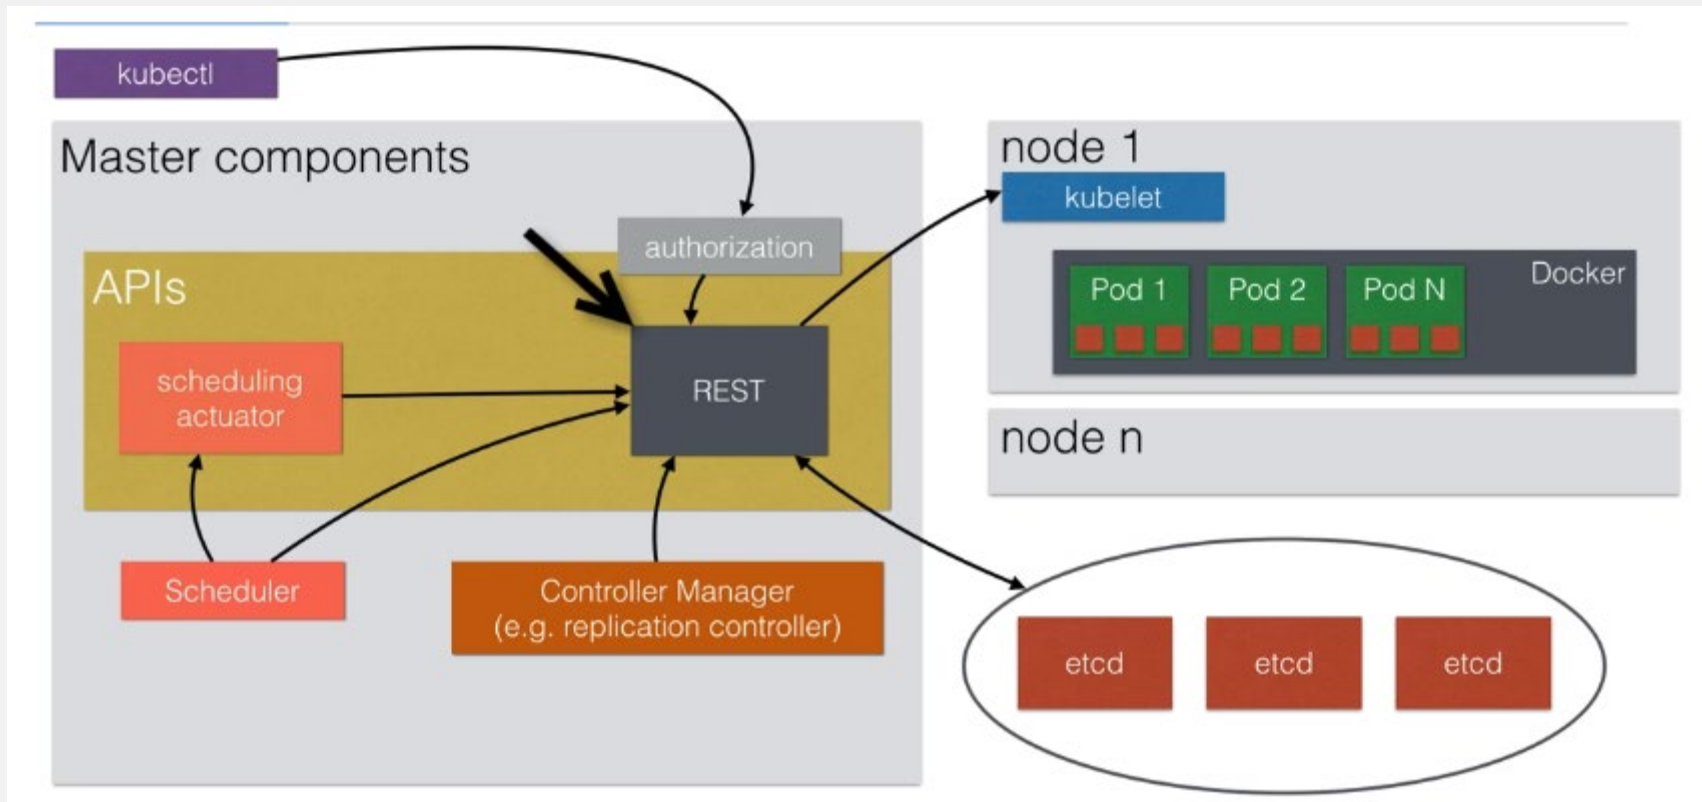 kubectl
Master components
authorization
APIs
scheduling
actuator
REST
Scheduler
Controller Manager
(e.g. replication controller)
node 1
kubelet
Docker
Pod 1
Pod 2
Pod N
node n
etcd
etcd
etcd